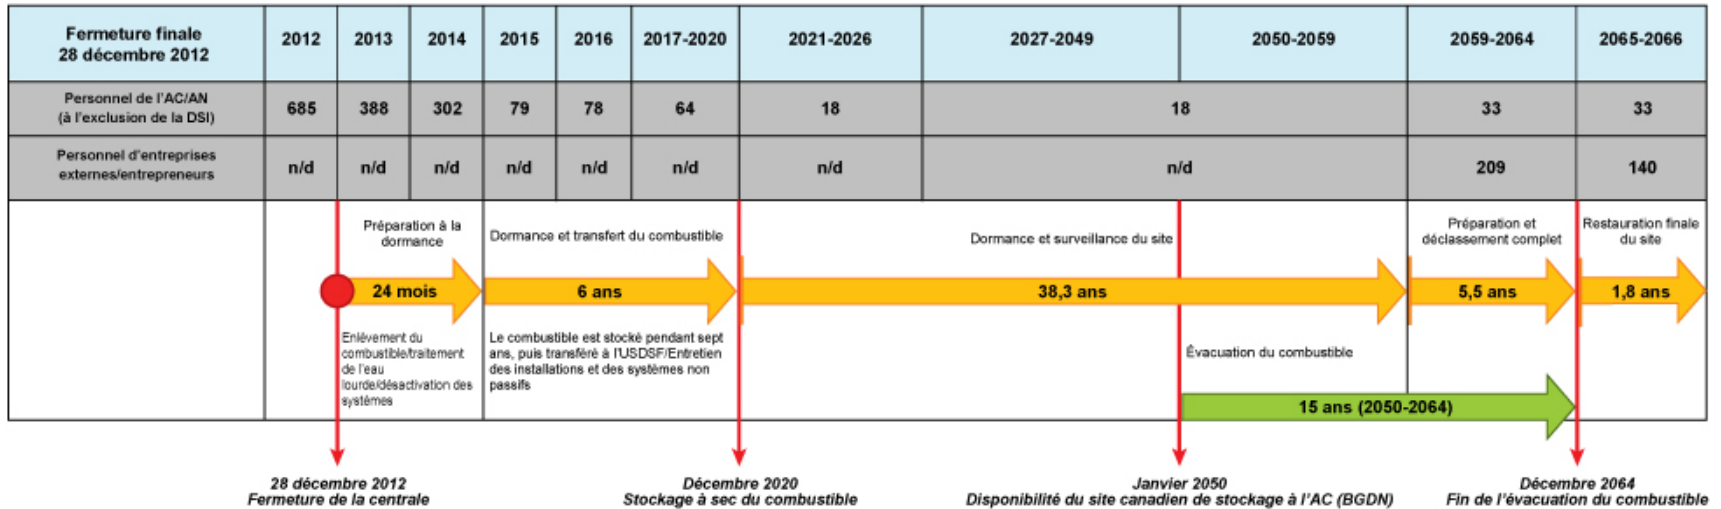 Fermeture finale
28 décembre 2012
2012 2013 2014 2015 2016 2017-2020 2021-2026 2027-2049 2050-2059 2059-2064 2065-2066
Personnel de l'AC/AN
(à l'exclusion de la DSI)
685 388 302 79 78 64 18 18 33 33
Personnel d'entreprises
externes/entrepreneurs
n/d n/d n/d n/d n/d n/d n/d n/d 209 140
Préparation à la
dormance
Dormance et transfert du combustible
Dormance et surveillance du site
Préparation et
déclassement complet
Restauration finale
du site
24 mois
6 ans
38,3 ans
5,5 ans
1,8 ans
Enlèvement du
combustible/traitement
de l'eau
lourde/désactivation des
systèmes
Le combustible est stocké pendant sept
ans, puis transféré à l'USDSF/Entretien
des installations et des systèmes non
passifs
Évacuation du combustible
15 ans (2050-2064)
28 décembre 2012
Fermeture de la centrale
Décembre 2020
Stockage à sec du combustible
Janvier 2050
Disponibilité du site canadien de stockage à l'AC (BGDN)
Décembre 2064
Fin de l'évacuation du combustible